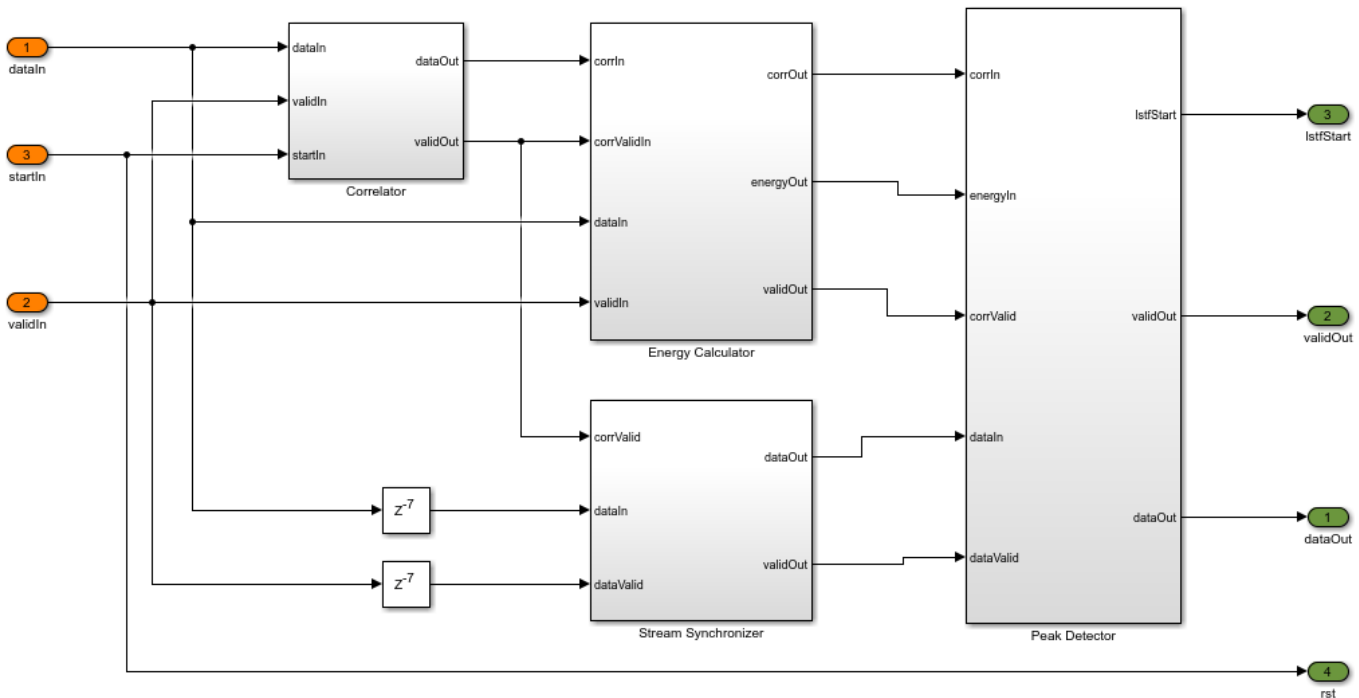 1
dataIn
3
startIn
2
validIn
dataIn
validIn
startIn
dataOut
validOut
Correlator
corrIn
corrValidIn
dataIn
validIn
corrOut
energyOut
validOut
Energy Calculator
z-7
z-7
corrValid
dataIn
dataValid
dataOut
validOut
Stream Synchronizer
corrIn
energyIn
corrValid
dataIn
dataValid
lstfStart
validOut
dataOut
Peak Detector
3
lstfStart
2
validOut
1
dataOut
4
rst